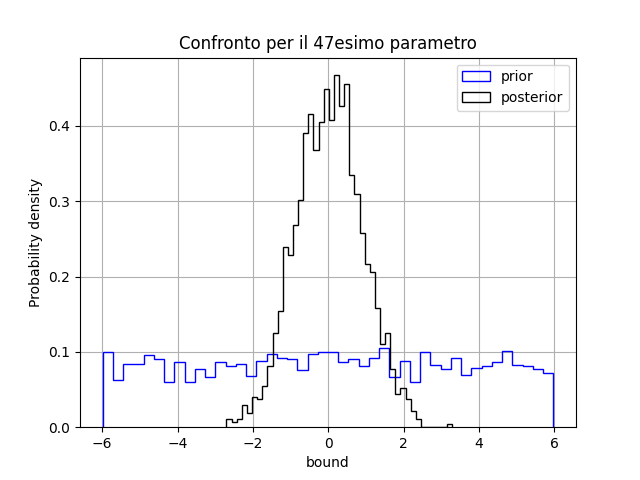 Confronto per il 47esimo parametro
prior
posterior
Probability density
0.4
0.3
0.2
0.1
0.0
−6
−4
−2
0
2
4
6
bound